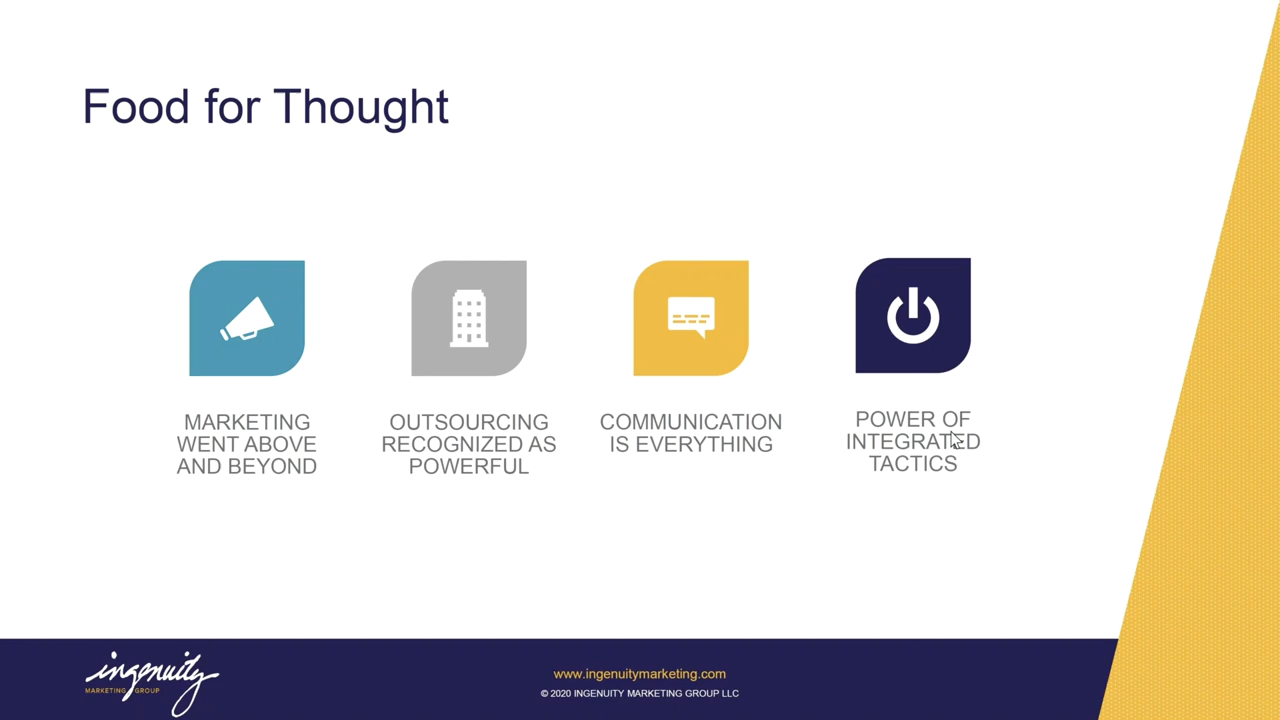 Food for Thought
MARKETING
WENT ABOVE
AND BEYOND
OUTSOURCING
RECOGNIZED AS
POWERFUL
COMMUNICATION
IS EVERYTHING
POWER OF
INTEGRATED
TACTICS
ingenuity
MARKETING GROUP
www.ingenuitymarketing.com
© 2020 INGENUITY MARKETING GROUP LLC